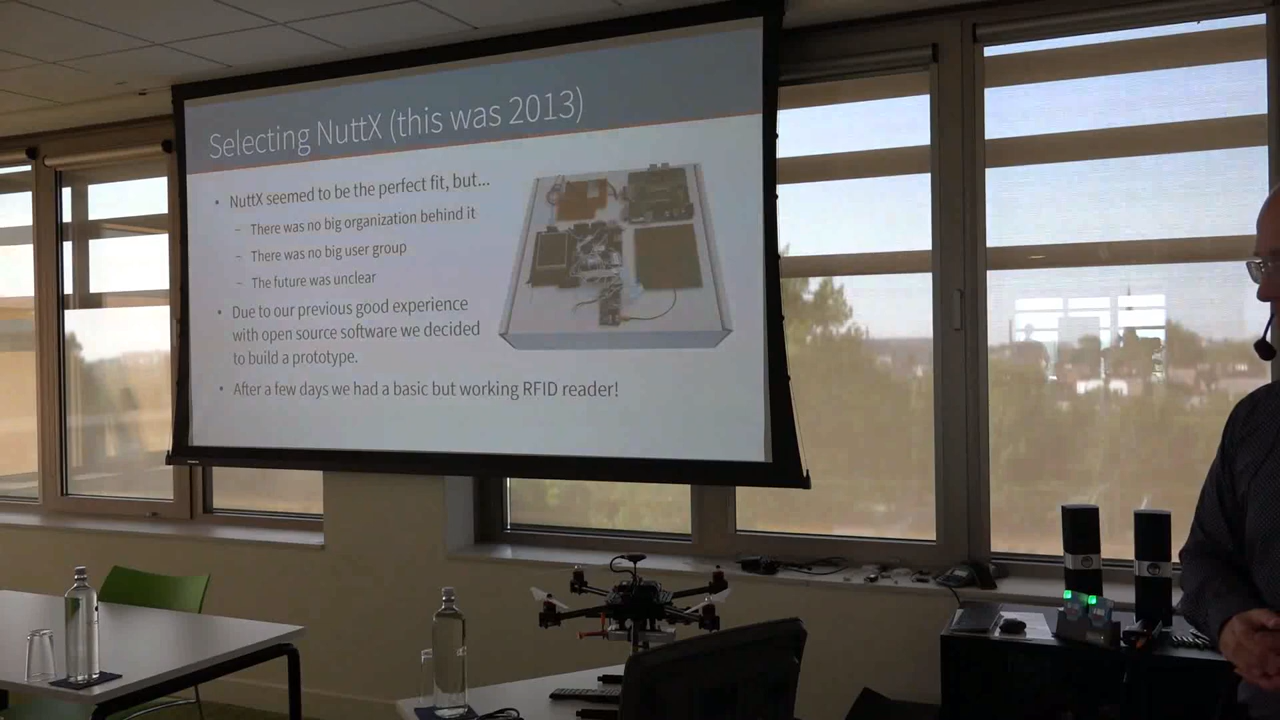 Selecting NuttX (this was 2013)
• NuttX seemed to be the perfect fit, but...
– There was no big organization behind it
– There was no big user group
– The future was unclear
• Due to our previous good experience
with open source software we decided
to build a prototype.
• After a few days we had a basic but working RFID reader!